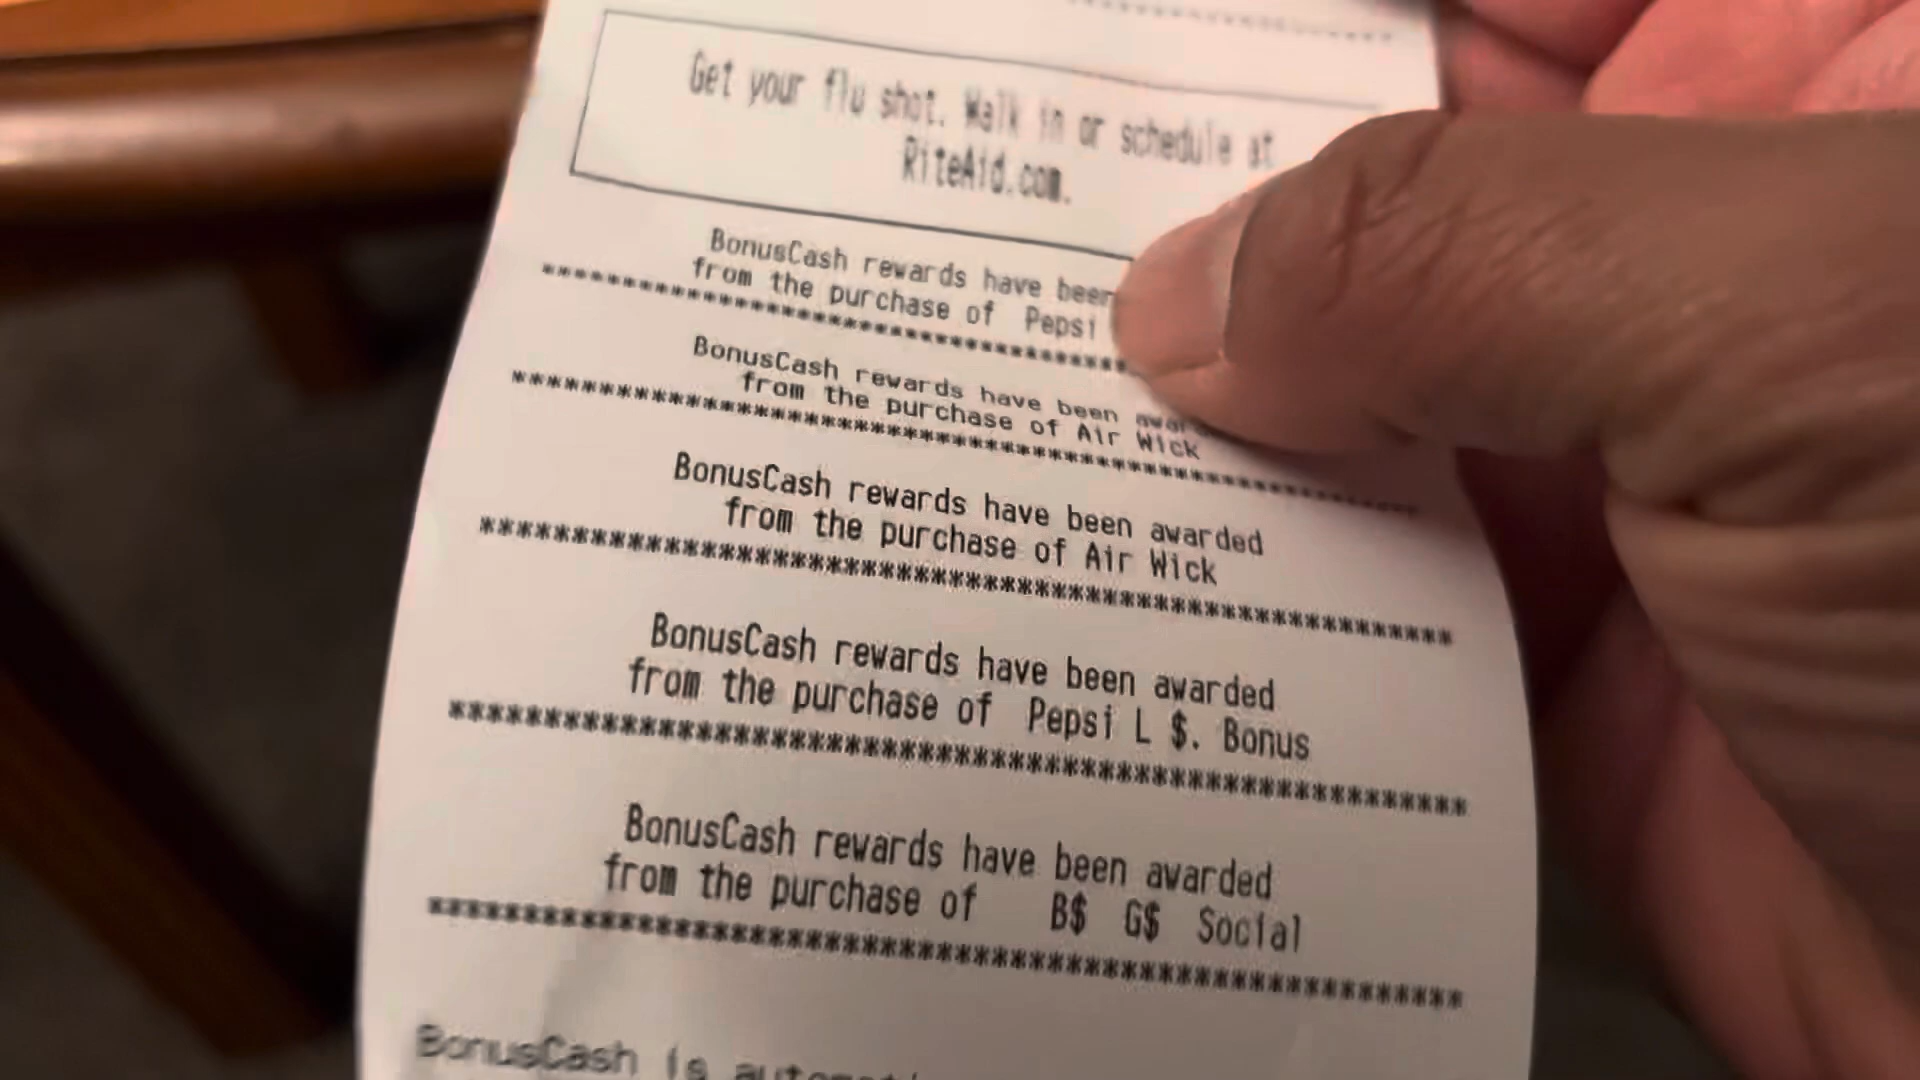 Get your flu shot. Walk in or schedule at
RiteAid.com.
BonusCash rewards have been
from the purchase of Pepsi
*************************************
BonusCash rewards have been
from the purchase of Air Wick
**********************************************
BonusCash rewards have been awarded
from the purchase of Air Wick
**********************************************
BonusCash rewards have been awarded
from the purchase of Pepsi L $. Bonus
**********************************************
BonusCash rewards have been awarded
from the purchase of B$ G$ Social
**********************************************
BonusCash is